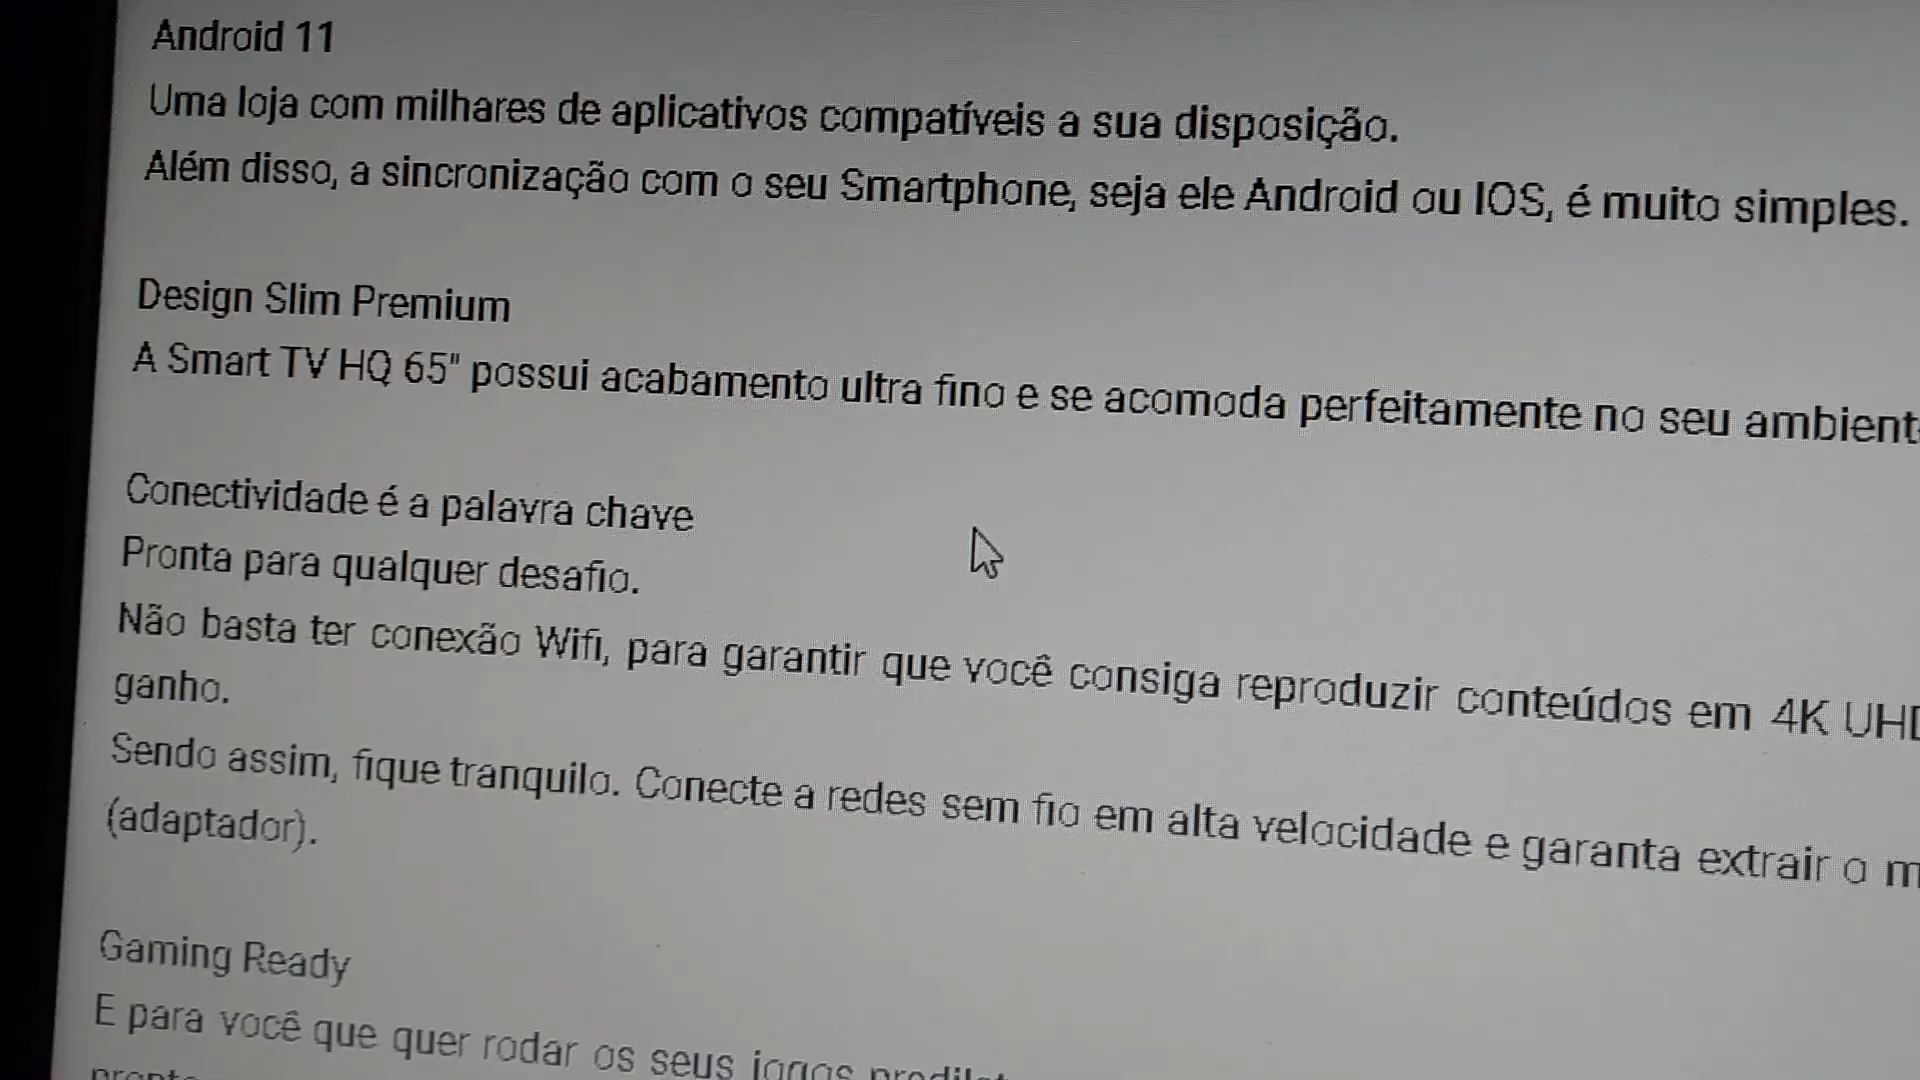 Android 11
Uma loja com milhares de aplicativos compatíveis a sua disposição.
Além disso, a sincronização com o seu Smartphone, seja ele Android ou IOS, é muito simples.
Design Slim Premium
A Smart TV HQ 65" possui acabamento ultra fino e se acomoda perfeitamente no seu ambient
Conectividade é a palavra chave
Pronta para qualquer desafio.
Não basta ter conexão Wifi, para garantir que você consiga reproduzir conteúdos em 4K UHD
ganho.
Sendo assim, fique tranquilo. Conecte a redes sem fio em alta velocidade e garanta extrair o m
(adaptador).
Gaming Ready
E para você que quer rodar os seus jogos